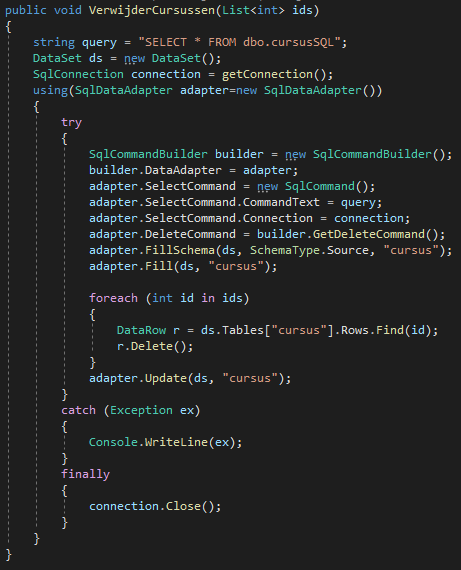 public void VerwijderCursussen(List<int> ids)
{
string query = "SELECT * FROM dbo.cursusSQL";
DataSet ds = new DataSet();
SqlConnection connection = getConnection();
using(SqlDataAdapter adapter=new SqlDataAdapter())
{
try
{
SqlCommandBuilder builder = new SqlCommandBuilder();
builder.DataAdapter = adapter;
adapter.SelectCommand = new SqlCommand();
adapter.SelectCommand.CommandText = query;
adapter.SelectCommand.Connection = connection;
adapter.DeleteCommand = builder.GetDeleteCommand();
adapter.FillSchema(ds, SchemaType.Source, "cursus");
adapter.Fill(ds, "cursus");
foreach (int id in ids)
{
DataRow r = ds.Tables["cursus"].Rows.Find(id);
r.Delete();
}
adapter.Update(ds, "cursus");
}
catch (Exception ex)
{
Console.WriteLine(ex);
}
finally
{
connection.Close();
}
}
}